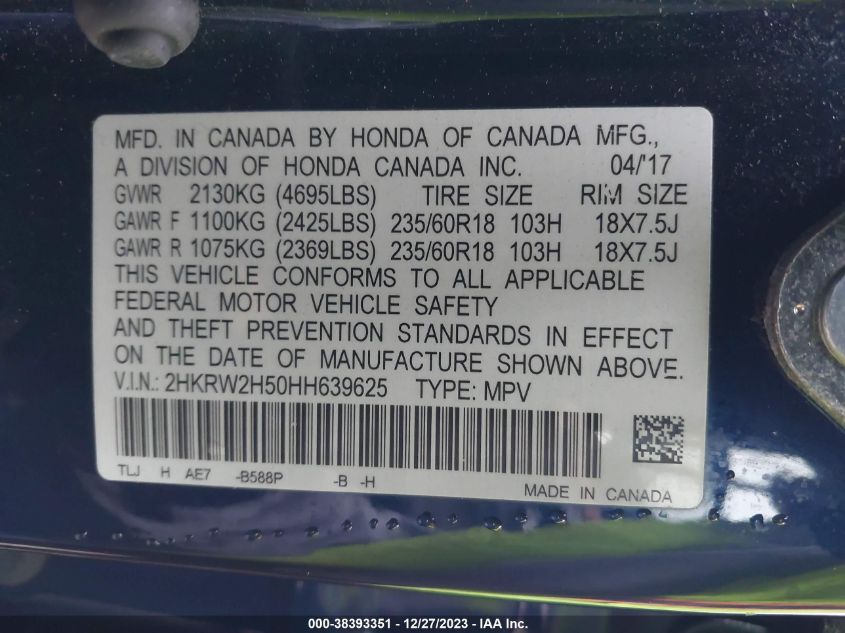 MFD. IN CANADA BY HONDA OF CANADA MFG.,
A DIVISION OF HONDA CANADA INC. 04/'17
GVWR 2130KG (4695LBS) TIRE SIZE RIM SIZE
GAWR F 1100KG (2425LBS) 235/60R18 103H 18X7.5J
GAWR R 1075KG (2369LBS) 235/60R18 103H 18X7.5J
THIS VEHICLE CONFORMS TO ALL APPLICABLE
FEDERAL MOTOR VEHICLE SAFETY
AND THEFT PREVENTION STANDARDS IN EFFECT
ON THE DATE OF MANUFACTURE SHOWN ABOVE.
V.I.N.: 2HKRW2H50HH639625 TYPE: MPV
TLJ H AE7 -B588P -B -H
MADE IN CANADA
000-38393351 - 12/27/2023 - IAA Inc.